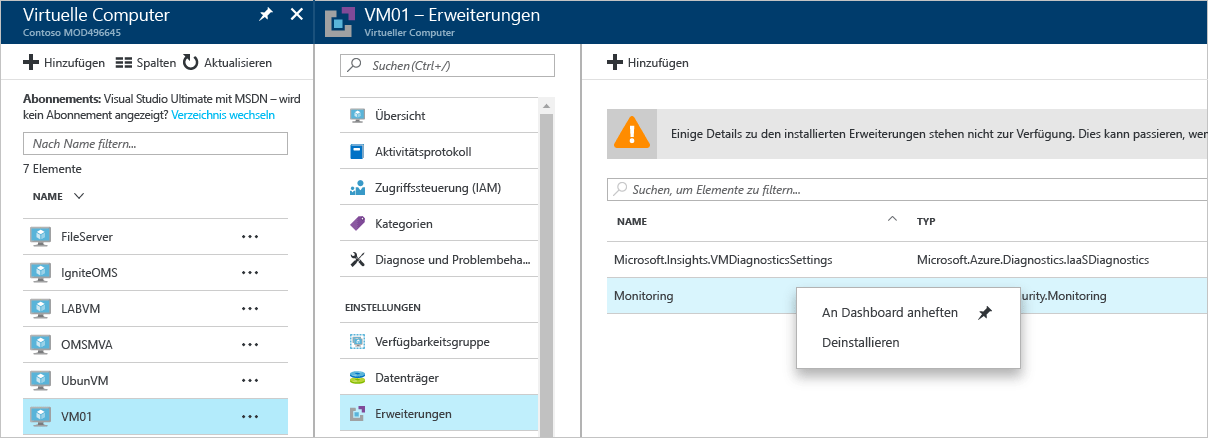 Virtuelle Computer
Contoso MOD496645
Hinzufügen Spalten Aktualisieren
Abonnements: Visual Studio Ultimate mit MSDN – wird
kein Abonnement angezeigt? Verzeichnis wechseln
Nach Name filtern...
7 Elemente
NAME
FileServer
IgniteOMS
LABVM
OMSMVA
UbunVM
VM01
VM01 – Erweiterungen
Virtueller Computer
Suchen (Ctrl+/)
Übersicht
Aktivitätsprotokoll
Zugriffssteuerung (IAM)
Kategorien
Diagnose und Problembeha...
EINSTELLUNGEN
Verfügbarkeitsgruppe
Datenträger
Erweiterungen
Hinzufügen
Einige Details zu den installierten Erweiterungen stehen nicht zur Verfügung. Dies kann passieren, wer
Suchen, um Elemente zu filtern...
NAME TYP
Microsoft.Insights.VMDiagnosticsSettings Microsoft.Azure.Diagnostics.IaaSDiagnostics
Monitoring urity.Monitoring
An Dashboard anheften
Deinstallieren